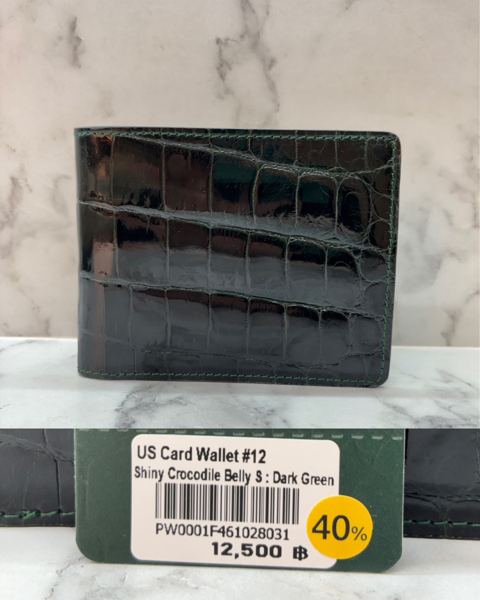 US Card Wallet #12
Shiny Crocodile Belly S : Dark Green
PW0001F461028031
12,500 ฿
40%